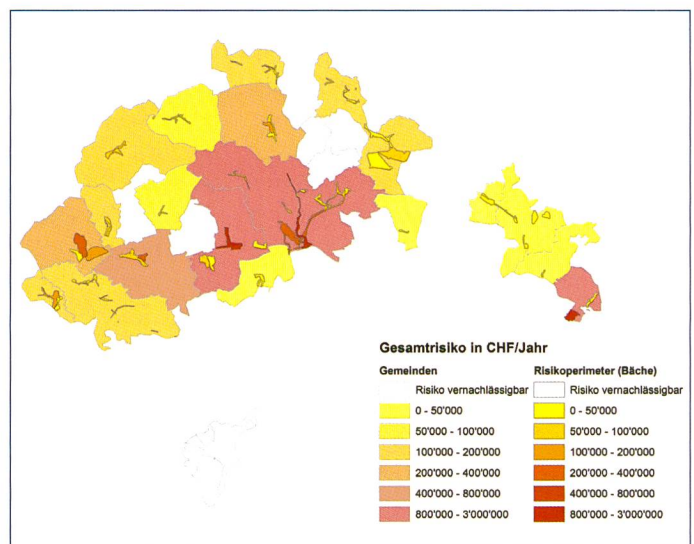 Gesamtrisiko in CHF/Jahr
Gemeinden
Risiko vernachlässigbar
0 - 50'000
50'000 - 100'000
100'000 - 200'000
200'000 - 400'000
400'000 - 800'000
800'000 - 3'000'000
Risikoperimeter (Bäche)
Risiko vernachlässigbar
0 - 50'000
50'000 - 100'000
100'000 - 200'000
200'000 - 400'000
400'000 - 800'000
800'000 - 3'000'000